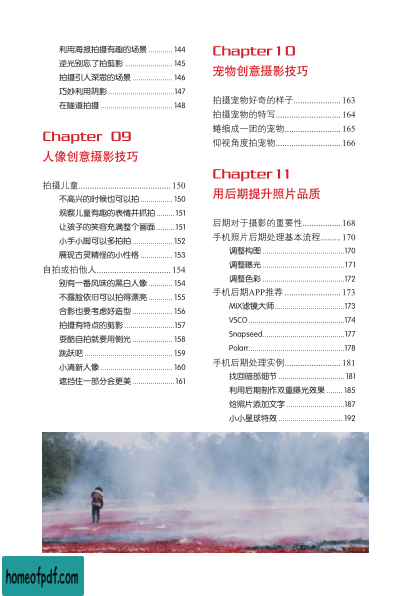 利用海报拍摄有趣的场景 ............ 144
逆光别忘了拍剪影 ........................ 145
拍摄引人深思的场景 .................... 146
巧妙利用阴影 ................................ 147
在隧道拍摄 .................................... 148
Chapter 09
人像创意摄影技巧
拍摄儿童......................................... 150
不高兴的时候也可以拍 ................ 150
观察儿童有趣的表情并抓拍 ......... 151
让孩子的笑容充满整个画面 ......... 151
小手小脚可以多拍拍 .................... 152
展现古灵精怪的小性格 ................ 153
自拍或拍他人................................. 154
别有一番风味的黑白人像 ............ 154
不露脸依旧可以拍得漂亮 ............ 155
合影也要考虑好造型 .................... 156
拍摄有特点的剪影 ........................ 157
耍酷自拍就要用侧光 .................... 158
跳跃吧 ............................................ 159
小清新人像 .................................... 160
遮挡住一部分会更美 .................... 161
Chapter10
宠物创意摄影技巧
拍摄宠物好奇的样子..................... 163
拍摄宠物的特写............................. 164
蜷缩成一团的宠物......................... 165
仰视角度拍宠物............................. 166
Chapter11
用后期提升照片品质
后期对于摄影的重要性................. 168
手机照片后期处理基本流程......... 170
调整构图 ........................................170
调整曝光 ........................................171
调整色彩 ........................................172
手机后期APP推荐 ......................... 173
MIX滤镜大师..................................173
VSCO..............................................174
Snapseed........................................177
Polarr...............................................178
手机后期处理实例......................... 181
找回暗部细节 .................................181
利用后期制作双重曝光效果 ........ 185
给照片添加文字 .............................187
小小星球特效 ................................ 192
homeofpdf.com